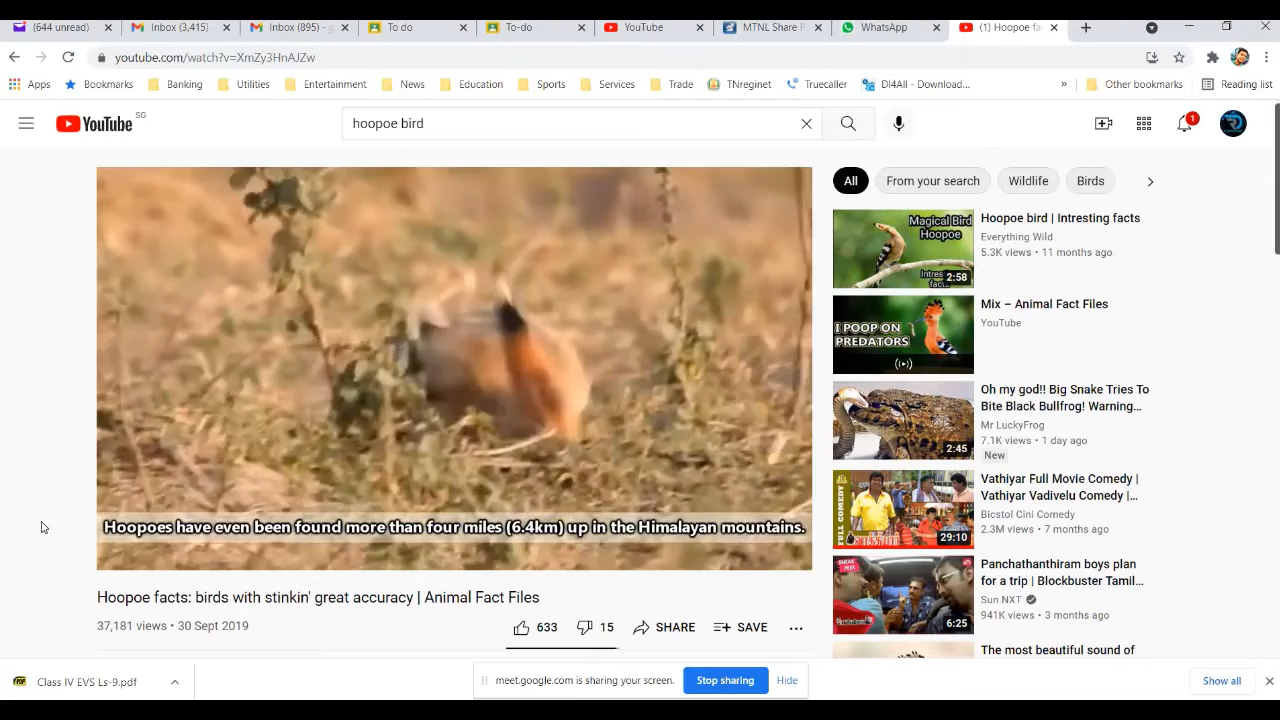 (644 unread) -
Inbox (3,415) -
Inbox (895) - g
To do
To-do
YouTube
MTNL Share P
WhatsApp
(1) Hoopoe fa
youtube.com/watch?v=XmZy3HnAJZw
Apps
Bookmarks
Banking
Utilities
Entertainment
News
Education
Sports
Services
Trade
TNreginet
Truecaller
DI4All - Download...
»
Other bookmarks
Reading list
YouTube SG
hoopoe bird
1
All
From your search
Wildlife
Birds
Magical Bird
Hoopoe
Intres
facts
2:58
Hoopoe bird | Intresting facts
Everything Wild
5.3K views • 11 months ago
I POOP ON
PREDATORS
Mix – Animal Fact Files
YouTube
2:45
Oh my god!! Big Snake Tries To
Bite Black Bullfrog! Warning...
Mr LuckyFrog
7.1K views • 1 day ago
New
FULL COMEDY
29:10
Vathiyar Full Movie Comedy |
Vathiyar Vadivelu Comedy |...
Bicstol Cini Comedy
2.3M views • 7 months ago
6:25
Panchathanthiram boys plan
for a trip | Blockbuster Tamil...
Sun NXT
941K views • 3 months ago
The most beautiful sound of
Hoopoes have even been found more than four miles (6.4km) up in the Himalayan mountains.
Hoopoe facts: birds with stinkin' great accuracy | Animal Fact Files
37,181 views • 30 Sept 2019
633
15
SHARE
SAVE
Class IV EVS Ls-9.pdf
meet.google.com is sharing your screen.
Stop sharing
Hide
Show all